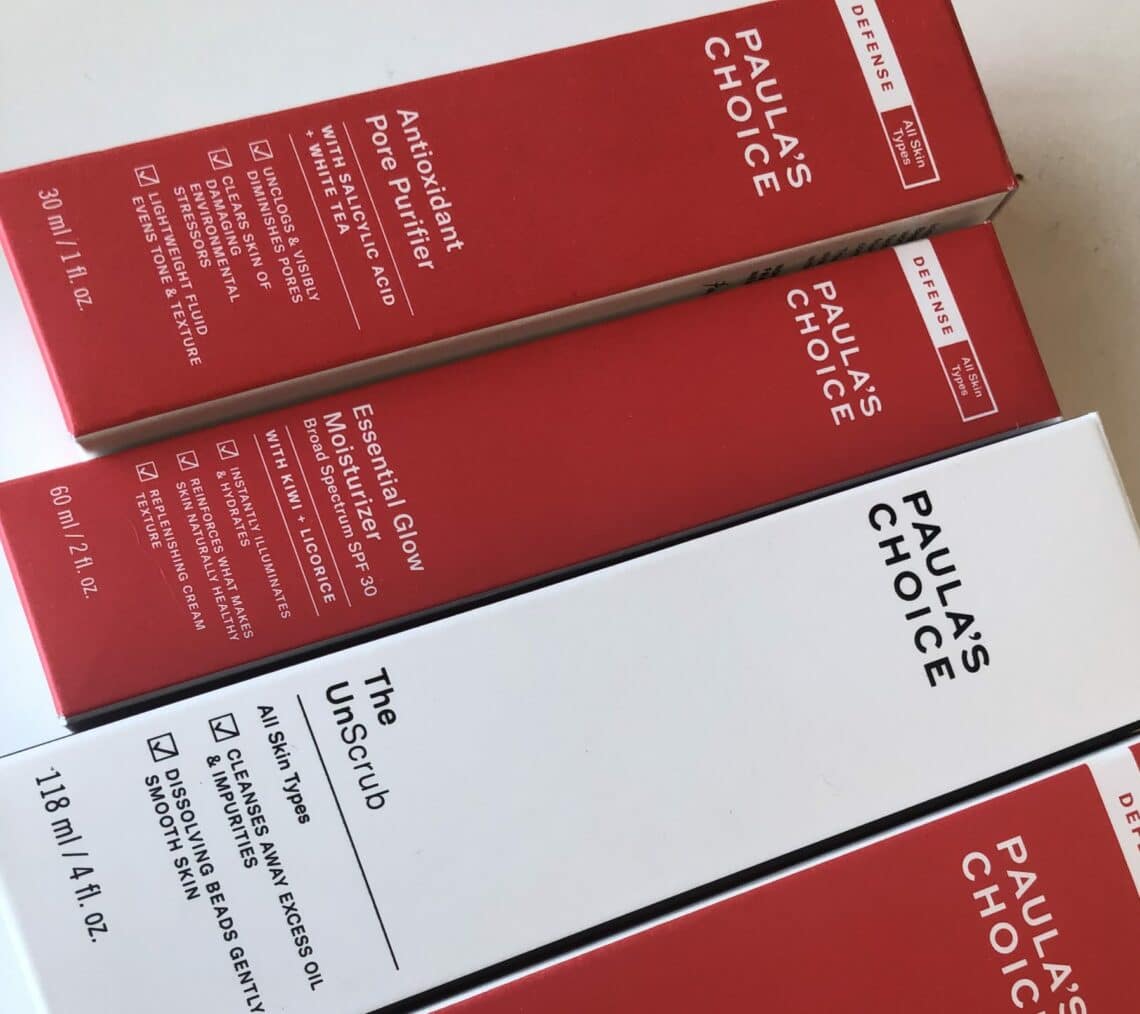 DEFENSE
All Skin
Types
PAULA'S
CHOICE
Antioxidant
Pore Purifier
WITH SALICYLIC ACID
+ WHITE TEA
UNCLOGS & VISIBLY
DIMINISHES PORES
CLEARS SKIN OF
DAMAGING
ENVIRONMENTAL
STRESSORS
LIGHTWEIGHT FLUID
EVENS TONE & TEXTURE
30 ml / 1 fl. oz.
DEFENSE
All Skin
Types
PAULA'S
CHOICE
Essential Glow
Moisturizer
Broad Spectrum SPF 30
WITH KIWI + LICORICE
INSTANTLY ILLUMINATES
& HYDRATES
REINFORCES WHAT MAKES
SKIN NATURALLY HEALTHY
REPLENISHING CREAM
TEXTURE
60 ml / 2 fl. oz.
PAULA'S
CHOICE
The
UnScrub
All Skin Types
CLEANSES AWAY EXCESS OIL
& IMPURITIES
DISSOLVING BEADS GENTLY
SMOOTH SKIN
118 ml / 4 fl. oz.
PAULA'S